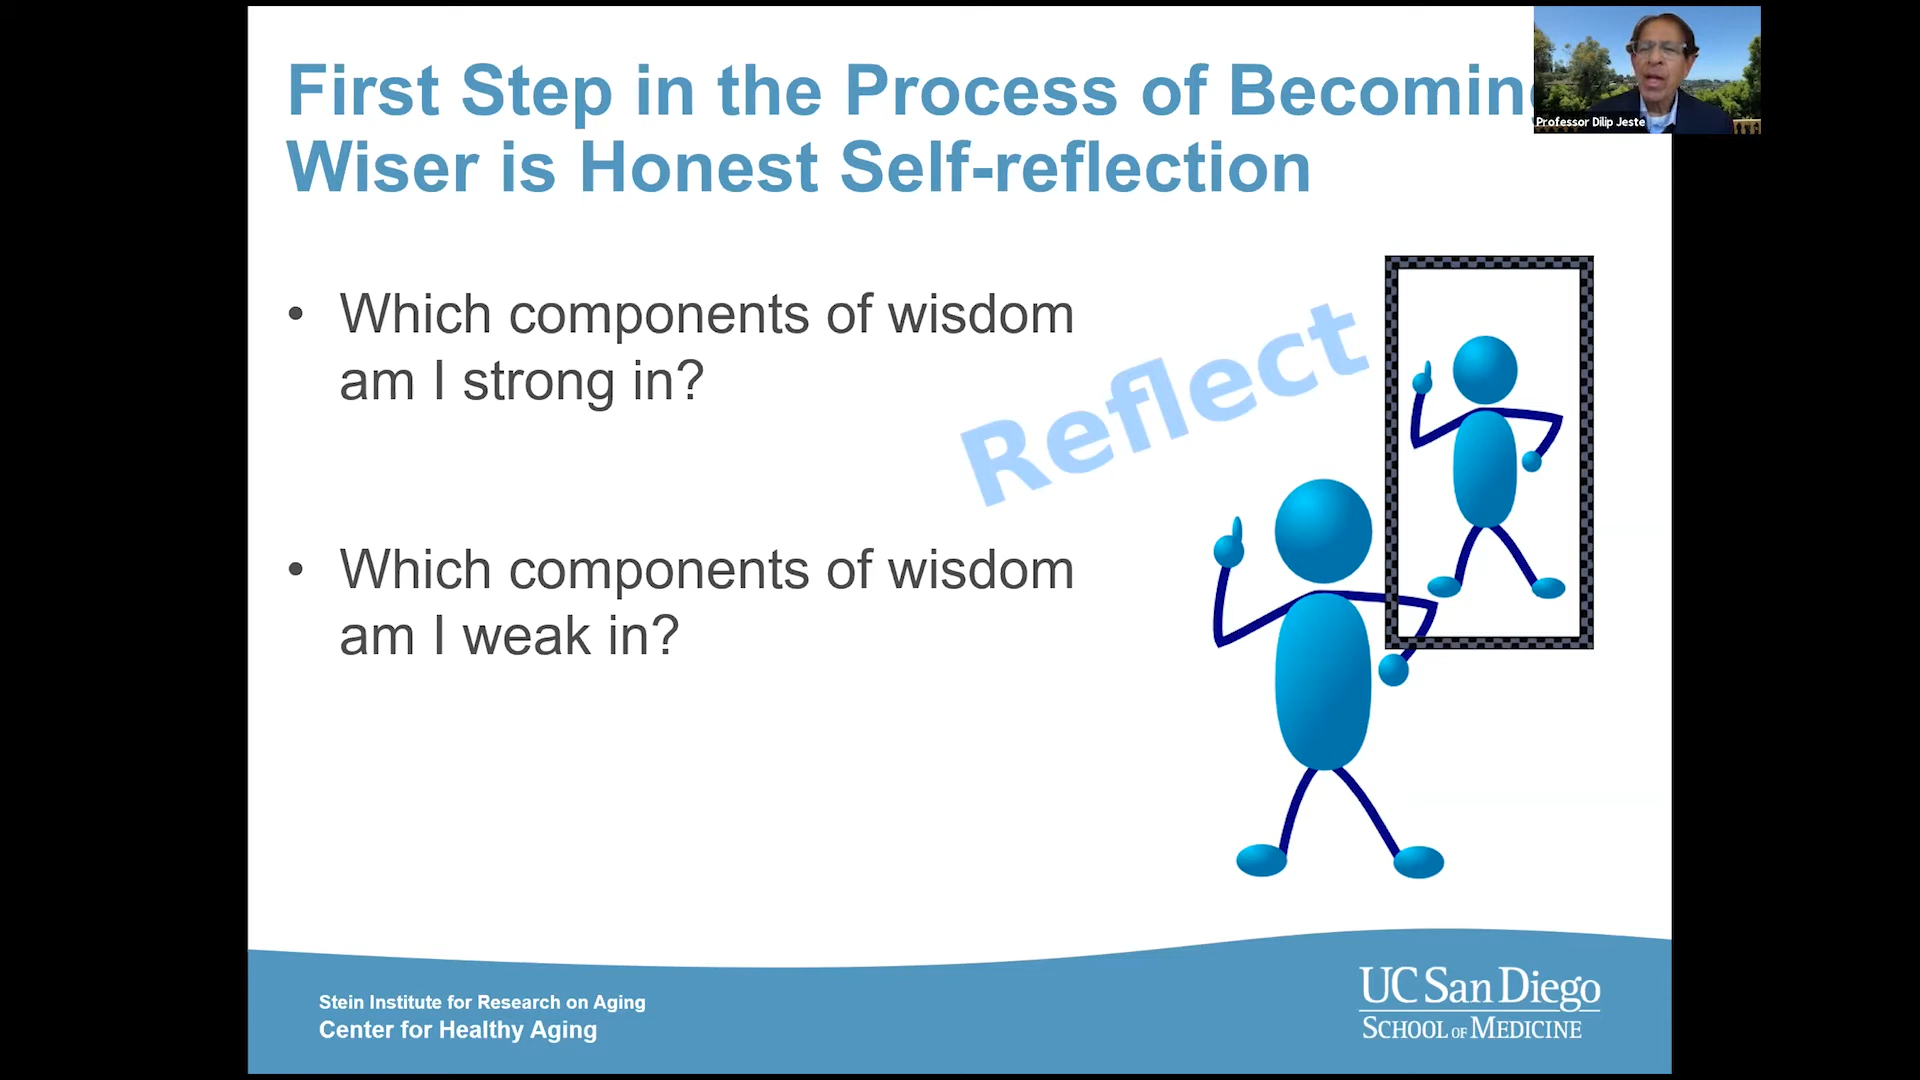 First Step in the Process of Becoming
Professor Dilip Jeste
Wiser is Honest Self-reflection
• Which components of wisdom
am I strong in?
Reflect
• Which components of wisdom
am I weak in?
Stein Institute for Research on Aging
Center for Healthy Aging
UC San Diego
SCHOOL OF MEDICINE